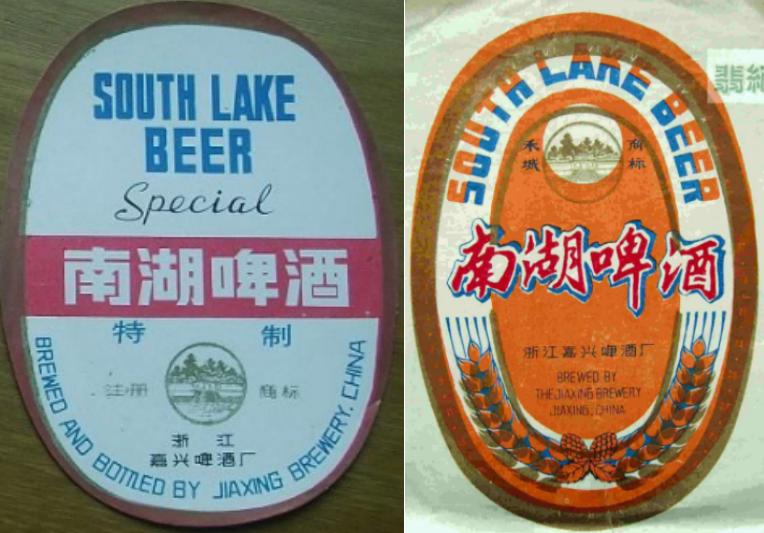 SOUTH LAKE
BEER
Special
南湖啤酒
特 制
注册 商标
浙 江
嘉兴啤酒厂
BREWED AND BOTTLED BY JIAXING BREWERY. CHINA
SOUTH LAKE BEER
禾城 商标
南湖啤酒
浙江嘉兴啤酒厂
BREWED BY
THE JIAXING BREWERY
JIAXING, CHINA
翡